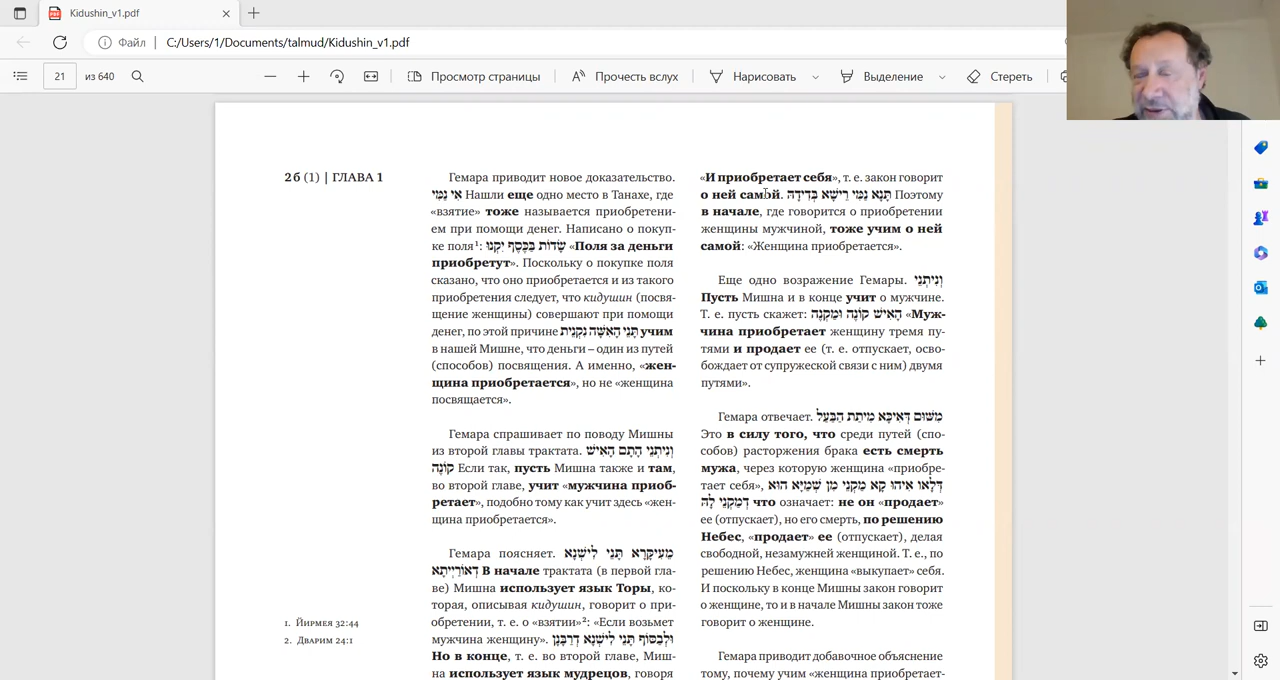 Kidushin_v1.pdf
Файл
C:/Users/1/Documents/talmud/Kidushin_v1.pdf
21 из 640
Просмотр страницы
Прочесть вслух
Нарисовать
Выделение
Стереть
2б (1) | ГЛАВА 1
Гемара приводит новое доказательство.
אִי נַמֵּי Нашли еще одно место в Танахе, где
«взятие» тоже называется приобретени-
ем при помощи денег. Написано о покуп-
ке поля¹: שָׂדוֹת בַּכֶּסֶף יִקְנוּ «Поля за деньги
приобретут». Поскольку о покупке поля
сказано, что оно приобретается и из такого
приобретения следует, что кидушин (посвя-
щение женщины) совершают при помощи
денег, по этой причине תָּנֵי הָאִשָּׁה נִקְנֵית учим
в нашей Мишне, что деньги – один из путей
(способов) посвящения. А именно, «жен-
щина приобретается», но не «женщина
посвящается».
Гемара спрашивает по поводу Мишны
из второй главы трактата. וְנִיתְנֵי הָתָם הָאִישׁ
קוֹנֶה Если так, пусть Мишна также и там,
во второй главе, учит «мужчина приоб-
ретает», подобно тому как учит здесь «жен-
щина приобретается».
Гемара поясняет. מֵעִיקָּרָא תָּנֵי לִישָּׁנָא
דְאוֹרָיְיתָא В начале трактата (в первой гла-
ве) Мишна использует язык Торы, ко-
торая, описывая кидушин, говорит о при-
обретении, т. е. о «взятии»²: «Если возьмет
мужчина женщину». וּלְבַסּוֹף תָּנֵי לִישָּׁנָא דְרַבָּנַן
Но в конце, т. е. во второй главе, Миш-
на использует язык мудрецов, говоря
1. Йирмея 32:44
2. Дварим 24:1
«И приобретает себя», т. е. закон говорит
о ней самой. תָּנָא נַמֵּי רֵישָׁא בְּדִידָהּ Поэтому
в начале, где говорится о приобретении
женщины мужчиной, тоже учим о ней
самой: «Женщина приобретается».
Еще одно возражение Гемары. וְנִיתְנֵי
Пусть Мишна и в конце учит о мужчине.
Т. е. пусть скажет: הָאִישׁ קוֹנֶה וּמַקְנֶה «Муж-
чина приобретает женщину тремя пу-
тями и продает ее (т. е. отпускает, осво-
бождает от супружеской связи с ним) двумя
путями».
Гемара отвечает. מִשּׁוּם דְּאִיכָּא מִיתַת הַבַּעַל
Это в силу того, что среди путей (спо-
собов) расторжения брака есть смерть
мужа, через которую женщина «приобре-
тает себя», דְּלָאו אִיהוּ קָא מַקְנֵי מִן שְׁמַיָּא הוּא
דְּמַקְנֵי לָהּ что означает: не он «продает»
ее (отпускает), но его смерть, по решению
Небес, «продает» ее (отпускает), делая
свободной, незамужней женщиной. Т. е., по
решению Небес, женщина «выкупает» себя.
И поскольку в конце Мишны закон говорит
о женщине, то и в начале Мишны закон тоже
говорит о женщине.
Гемара приводит добавочное объяснение
тому, почему учим «женщина приобретает-